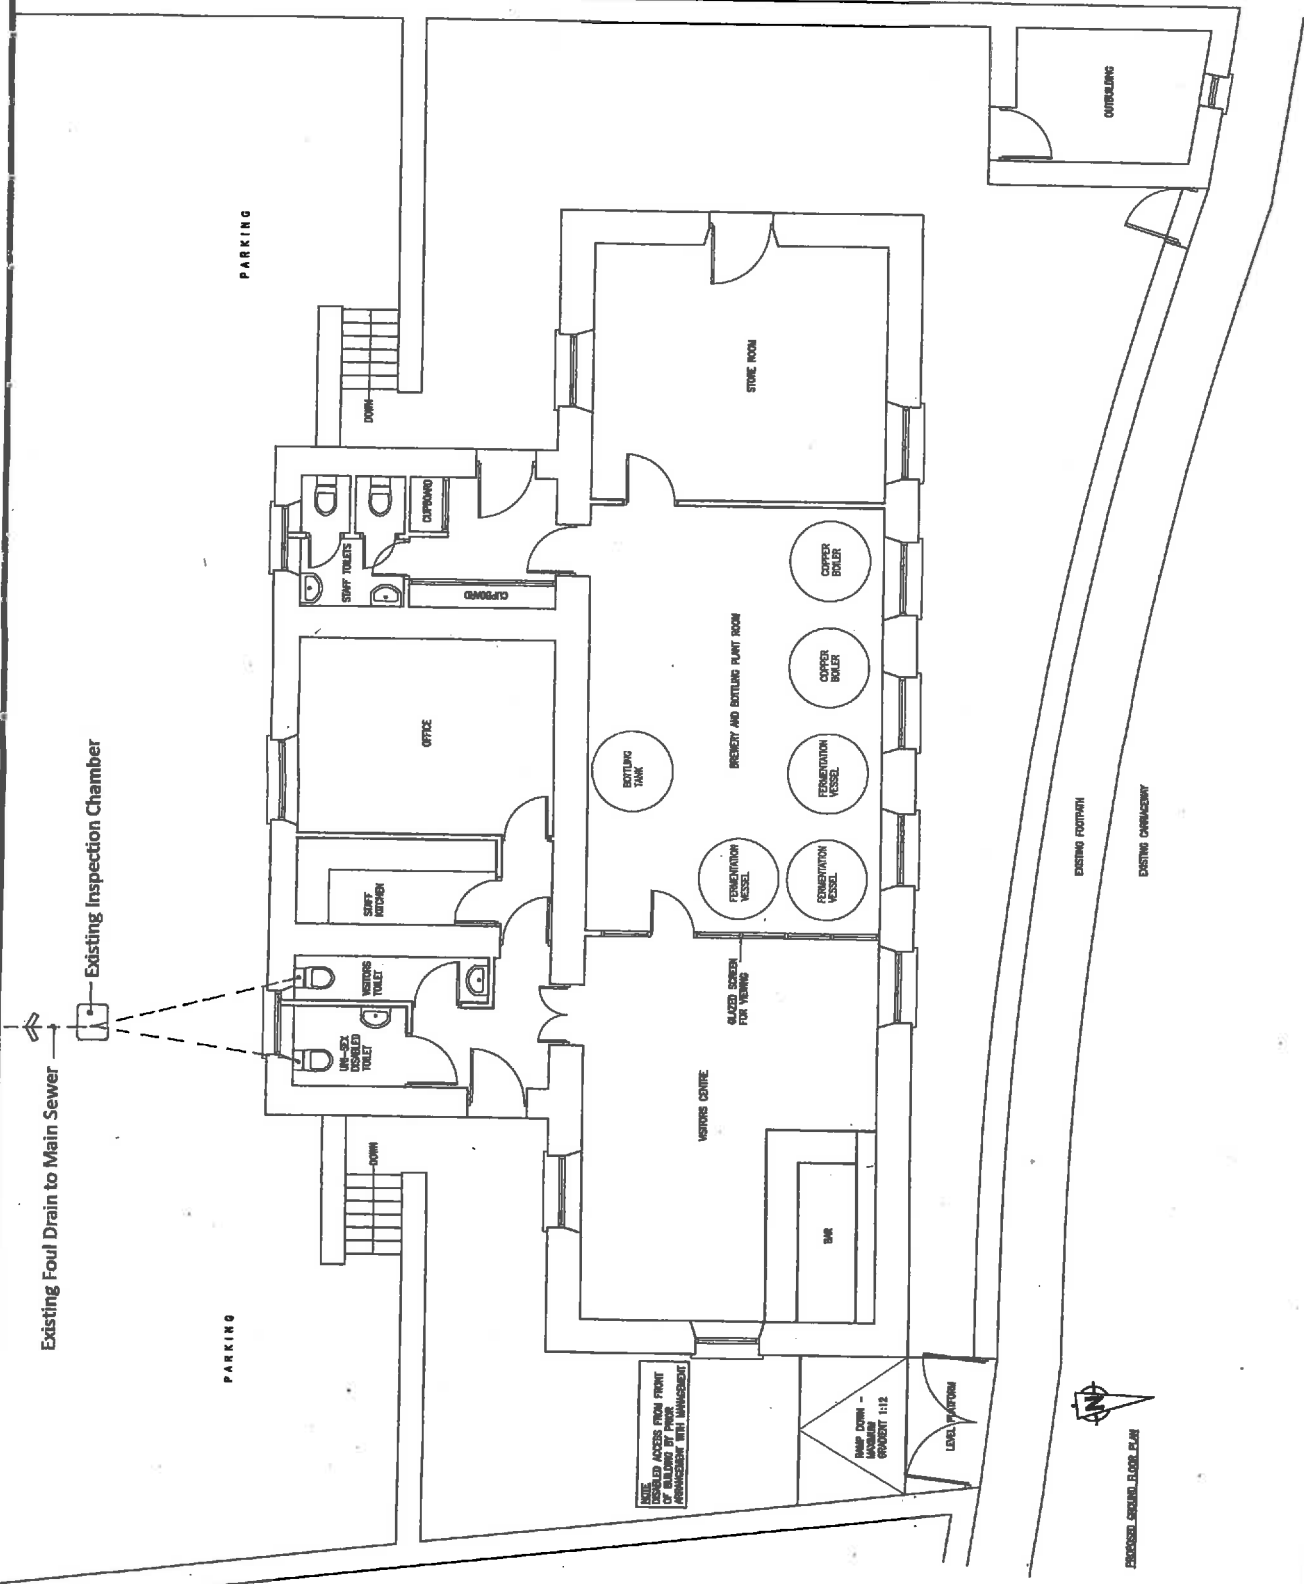 Existing Foul Drain to Main Sewer
Existing Inspection Chamber
PARKING
PARKING
DOWN
DOWN
UNI-SEX
DISABLED
TOILET
VISITORS
TOILET
STAFF
KITCHEN
OFFICE
STAFF TOILETS
CUPBOARD
CUPBOARD
NOTE
DISABLED ACCESS FROM FRONT
OF BUILDING BY PRIOR
ARRANGEMENT WITH MANAGEMENT
VISITORS CENTRE
GLAZED SCREEN
FOR VIEWING
BREWERY AND BOTTLING PLANT ROOM
BOTTLING
TANK
FERMENTATION
VESSEL
FERMENTATION
VESSEL
FERMENTATION
VESSEL
COPPER
BOILER
COPPER
BOILER
STORE ROOM
BAR
RAMP DOWN -
MAXIMUM
GRADIENT 1:12
LEVEL PLATFORM
OUTBUILDING
EXISTING FOOTPATH
EXISTING CARRIAGEWAY
N
PROPOSED GROUND FLOOR PLAN